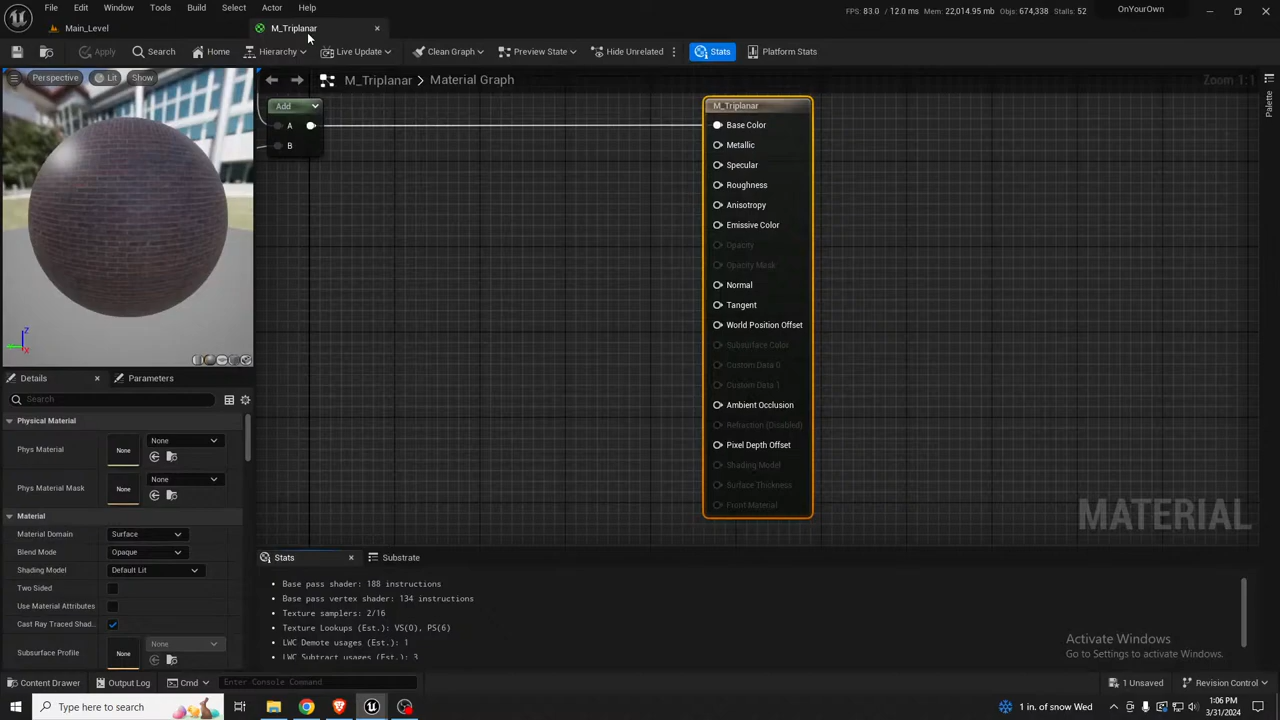 File Edit Window Tools Build Select Actor Help
FPS: 83.0 / 12.0 ms Mem: 22,014.95 mb Objs: 674,338 Stalls: 52
OnYourOwn
Main_Level
M_Triplanar
Apply Search Home Hierarchy Live Update Clean Graph Preview State Hide Unrelated Stats Platform Stats
Perspective Lit Show
M_Triplanar > Material Graph
Zoom 1:1
Palette
Add
A
B
M_Triplanar
Base Color
Metallic
Specular
Roughness
Anisotropy
Emissive Color
Opacity
Opacity Mask
Normal
Tangent
World Position Offset
Subsurface Color
Custom Data 0
Custom Data 1
Ambient Occlusion
Refraction (Disabled)
Pixel Depth Offset
Shading Model
Surface Thickness
Front Material
MATERIAL
z
x
Details
Parameters
Search
Physical Material
Phys Material None None
Phys Material Mask None None
Material
Material Domain Surface
Blend Mode Opaque
Shading Model Default Lit
Two Sided
Use Material Attributes
Cast Ray Traced Shad
Subsurface Profile None None
Stats
Substrate
Base pass shader: 188 instructions
Base pass vertex shader: 134 instructions
Texture samplers: 2/16
Texture Lookups (Est.): VS(0), PS(6)
LWC Demote usages (Est.): 1
LWC Subtract usages (Est.): 3
Activate Windows
Go to Settings to activate Windows.
Content Drawer Output Log Cmd Enter Console Command
1 Unsaved Revision Control
Type here to search
1 in. of snow Wed
1:06 PM
3/31/2024